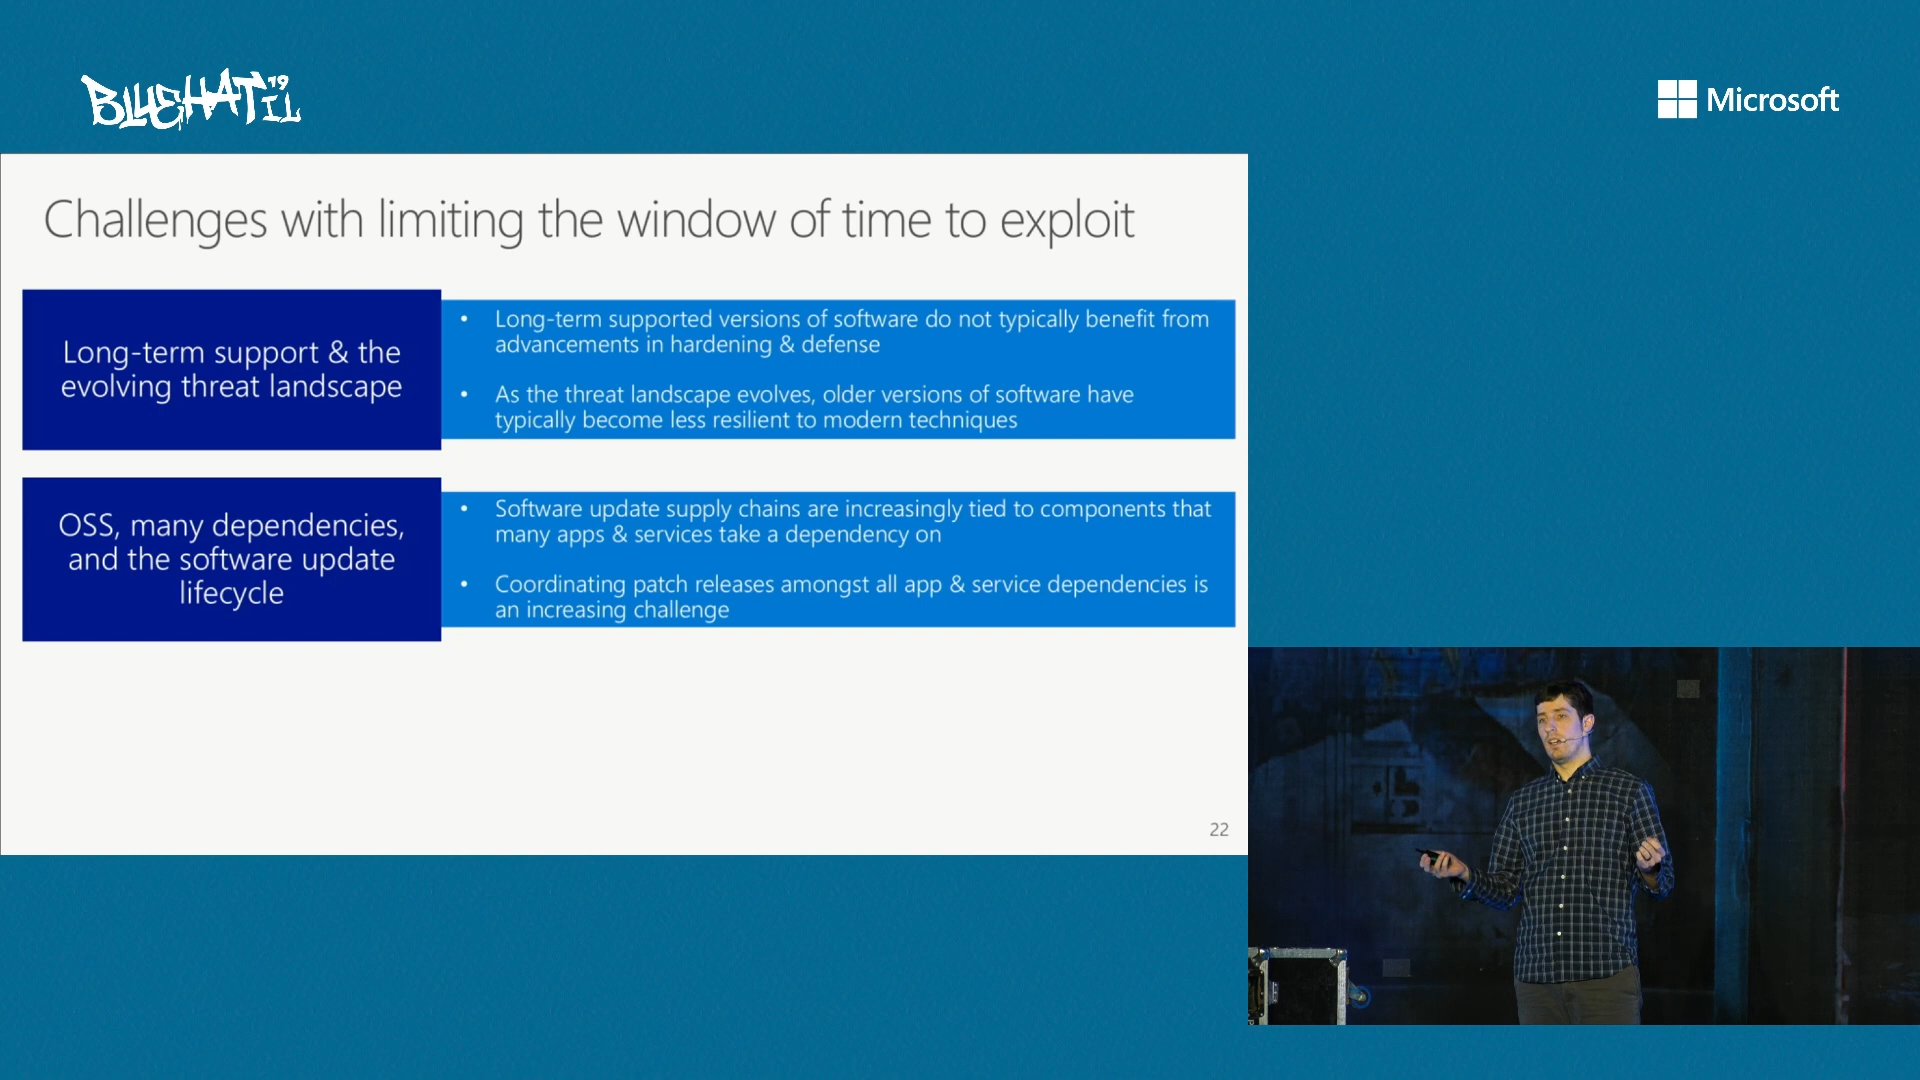 BLUEHAT IL 19
Microsoft
Challenges with limiting the window of time to exploit
Long-term support & the
evolving threat landscape
• Long-term supported versions of software do not typically benefit from
advancements in hardening & defense
• As the threat landscape evolves, older versions of software have
typically become less resilient to modern techniques
OSS, many dependencies,
and the software update
lifecycle
• Software update supply chains are increasingly tied to components that
many apps & services take a dependency on
• Coordinating patch releases amongst all app & service dependencies is
an increasing challenge
22